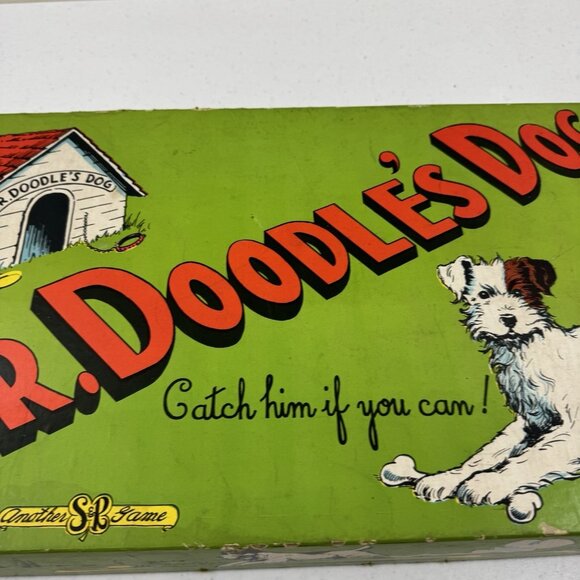 R. DOODLE'S DOG
R. DOODLE'S DOG
Catch him if you can!
Another S&R Game